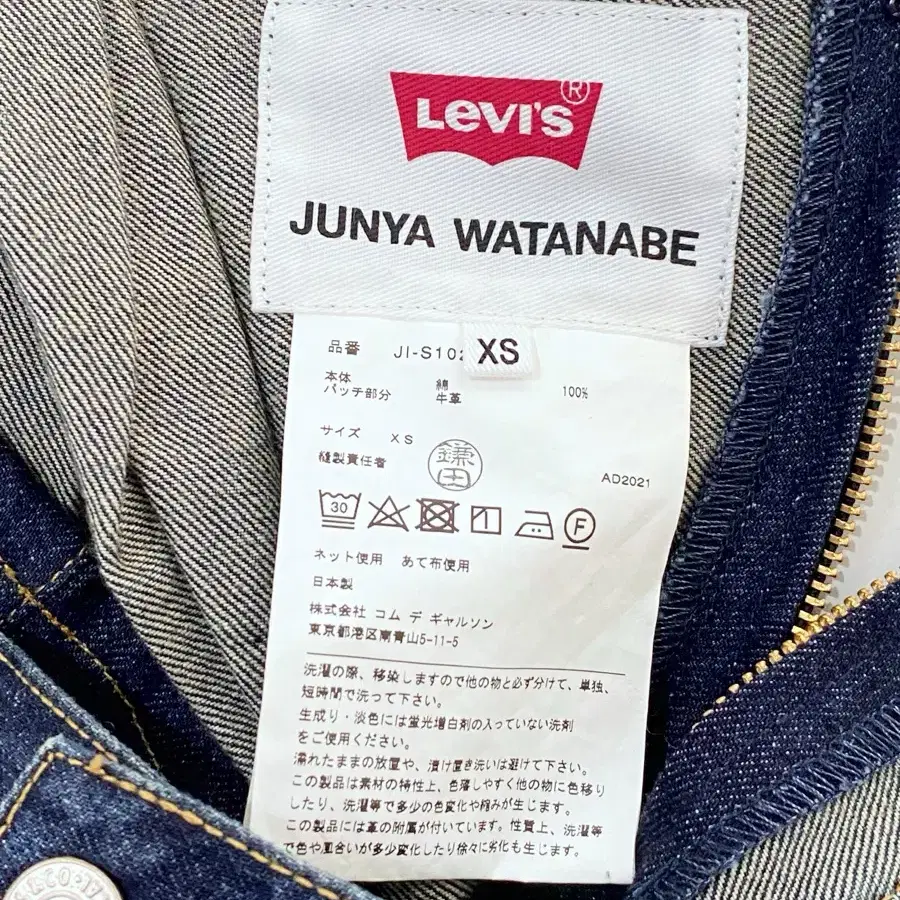 LEVI'S ®
JUNYA WATANABE
XS
品番 JI-S102
本体 綿 100%
パッチ部分 牛革
サイズ XS
縫製責任者 鎌田
AD2021
30
F
ネット使用 あて布使用
日本製
株式会社 コム デ ギャルソン
東京都港区南青山5-11-5
洗濯の際、移染しますので他の物と必ず分けて、単独、
短時間で洗って下さい。
生成り・淡色には蛍光増白剤の入っていない洗剤
をご使用ください。
濡れたままの放置や、漬け置き洗いは避けて下さい。
この製品は素材の特性上、色落しやすく他の物に色移り
したり、洗濯等で多少の色変化や縮みが生じます。
この製品には革の附属が付いています。性質上、洗濯等
で色や風合いが多少変化したり徐々に劣化も生じます。